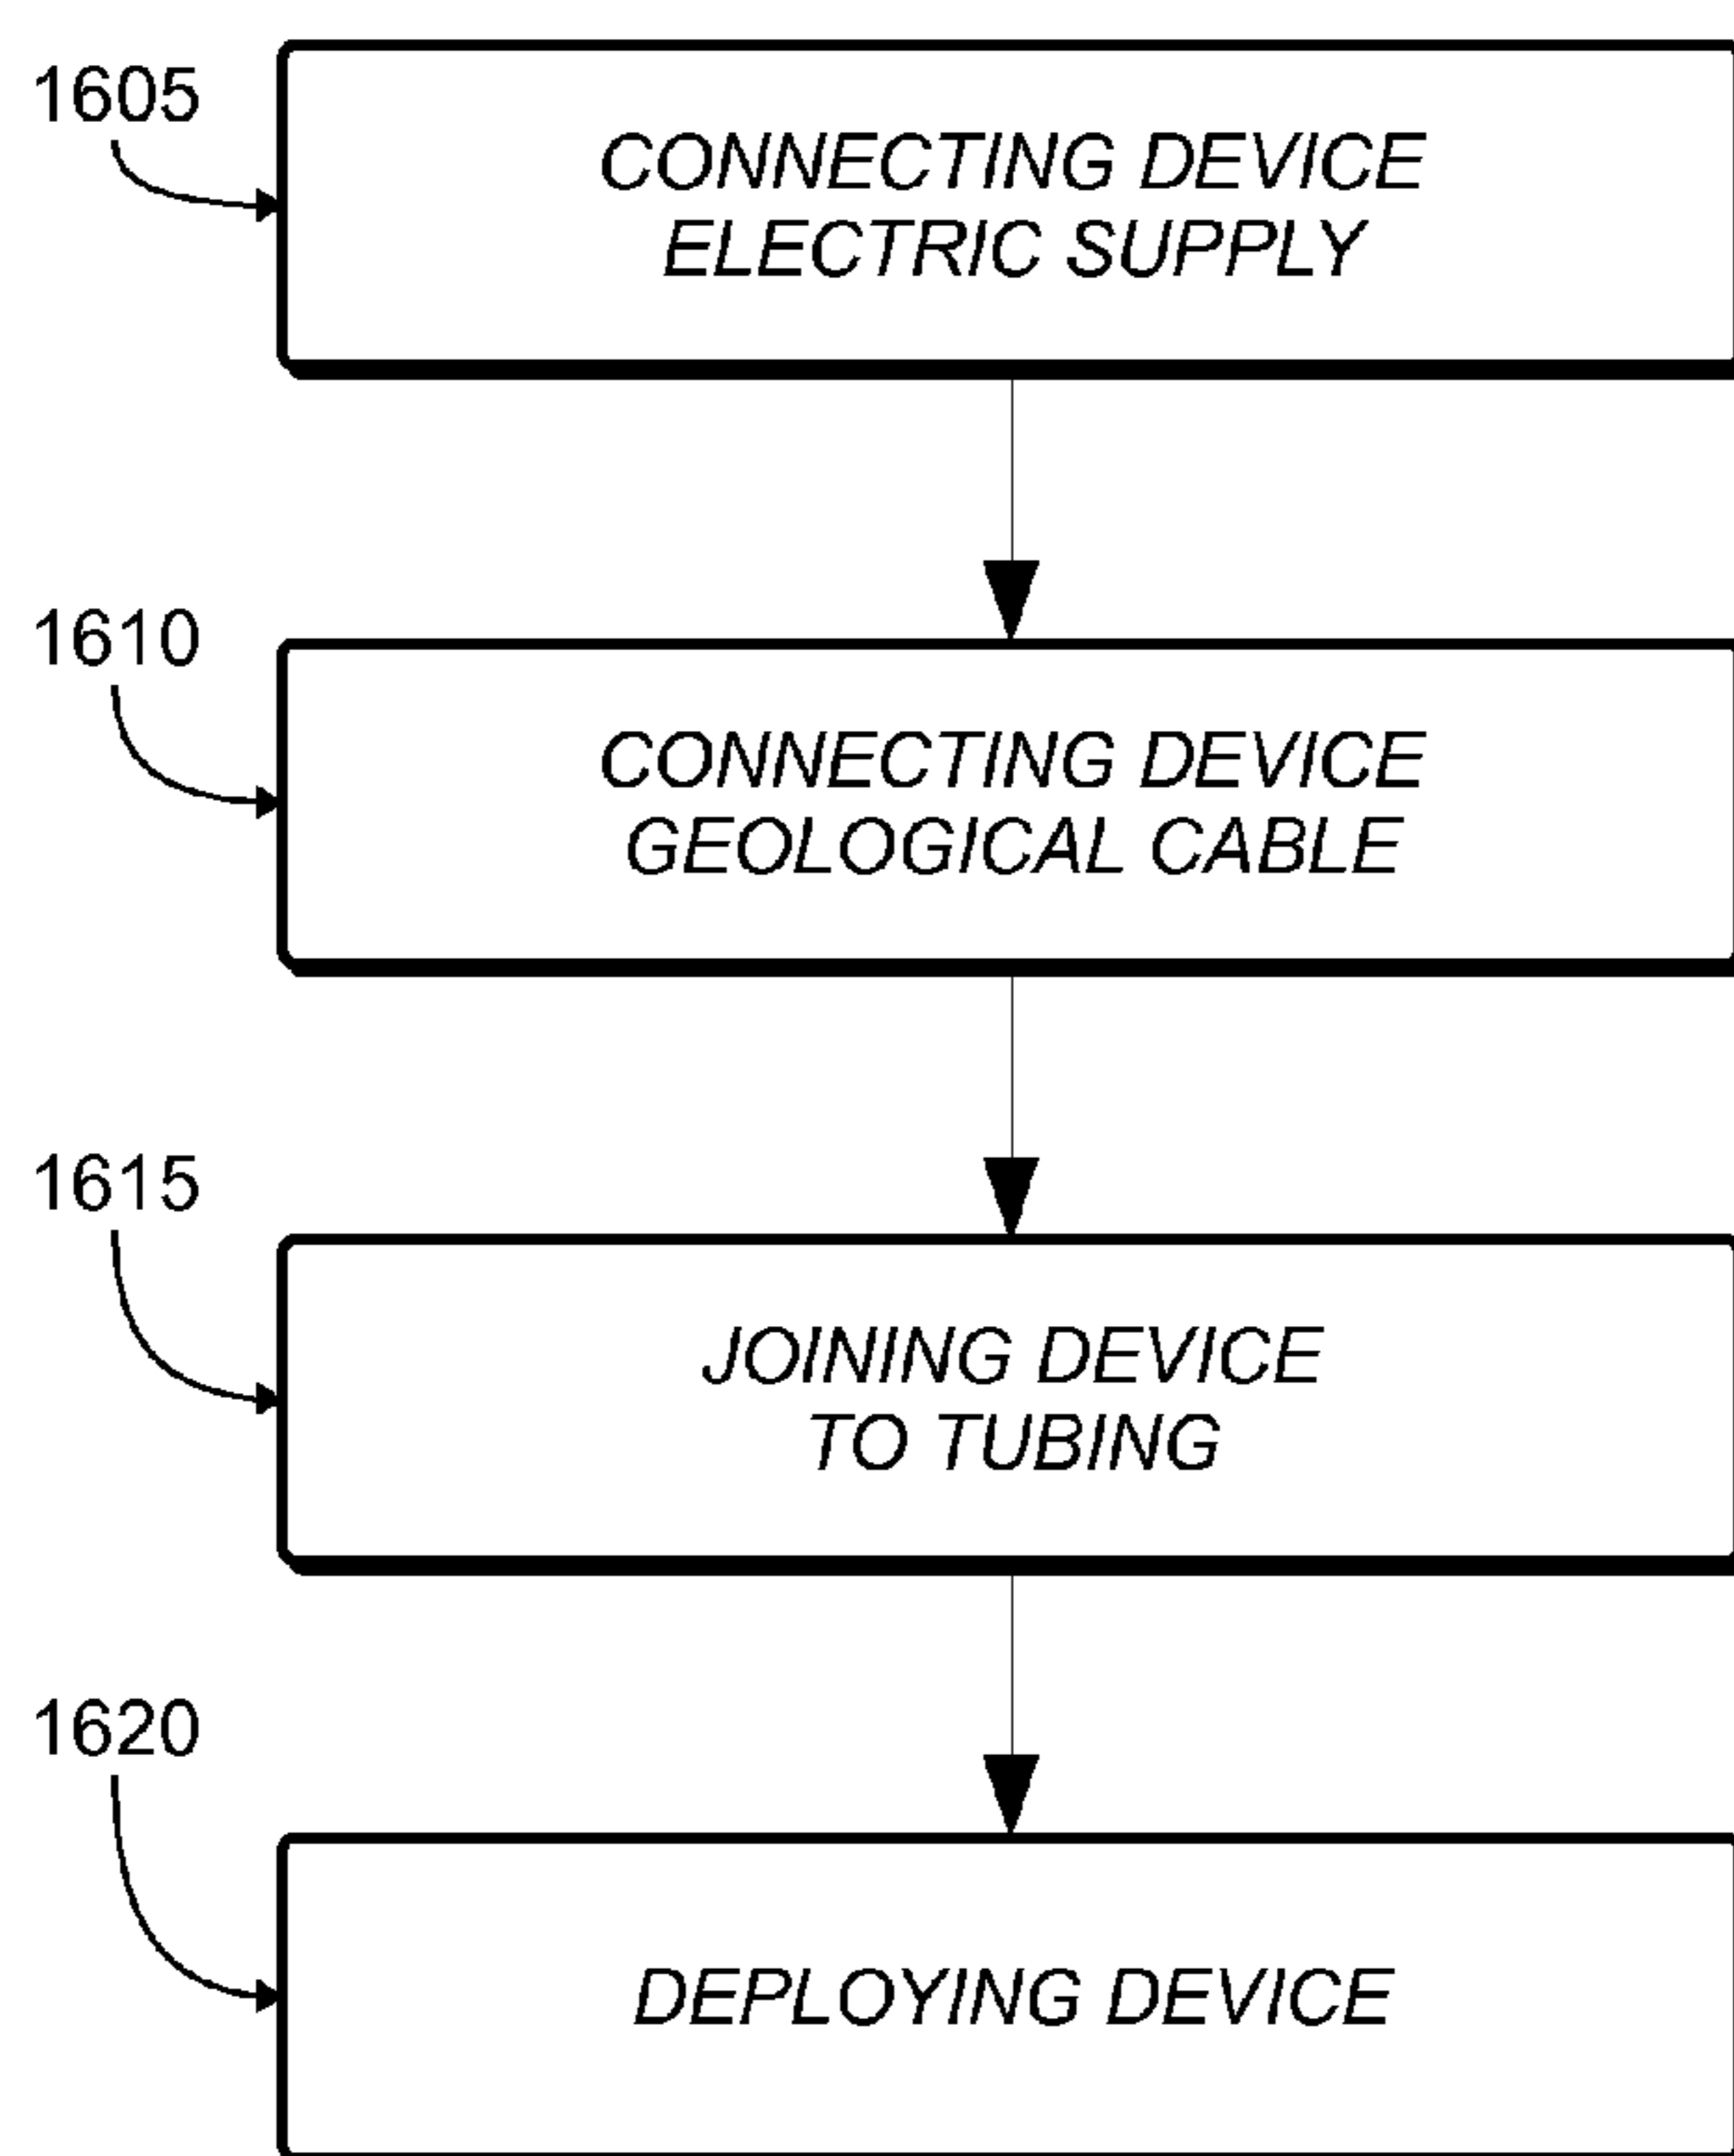 1605
CONNECTING DEVICE
ELECTRIC SUPPLY
1610
CONNECTING DEVICE
GEOLOGICAL CABLE
1615
JOINING DEVICE
TO TUBING
1620
DEPLOYING DEVICE